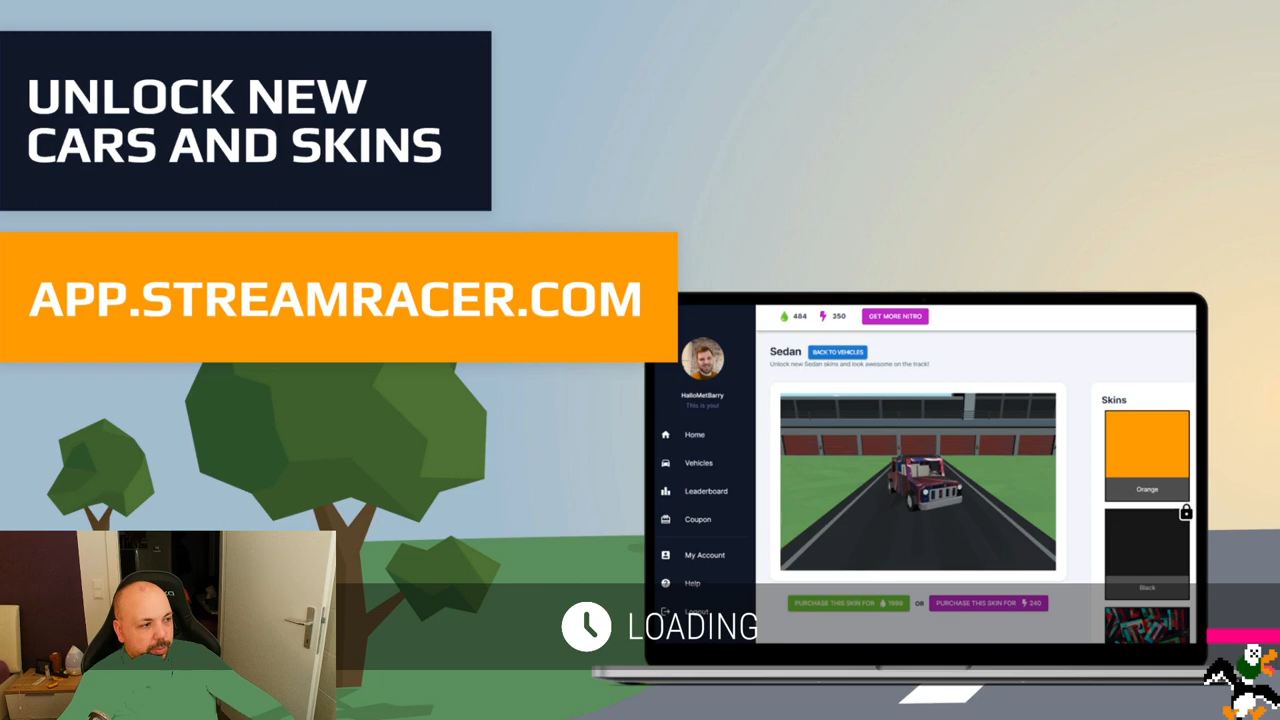 UNLOCK NEW
CARS AND SKINS
APP.STREAMRACER.COM
484
350
GET MORE NITRO
Sedan
BACK TO VEHICLES
Unlock new Sedan skins and look awesome on the track!
HalloMetBarry
This is you!
Home
Vehicles
Leaderboard
Coupon
My Account
Help
Logout
Skins
Orange
Black
PURCHASE THIS SKIN FOR 1999
OR
PURCHASE THIS SKIN FOR 240
LOADING